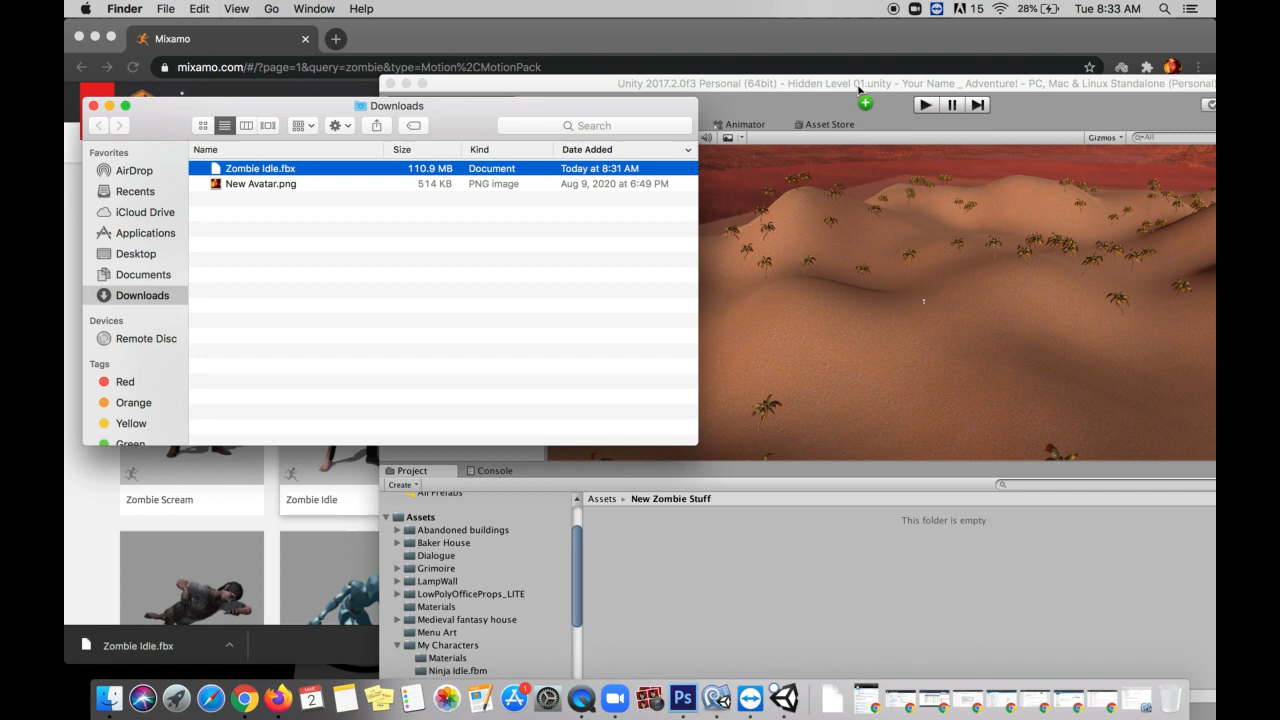 Finder File Edit View Go Window Help
15 28% Tue 8:33 AM
Mixamo
mixamo.com/#/?page=1&query=zombie&type=Motion%2CMotionPack
Unity 2017.2.0f3 Personal (64bit) - Hidden Level 01.unity - Your Name _ Adventure! - PC, Mac & Linux Standalone (Personal)
Downloads
Animator Asset Store
Search
Gizmos All
Favorites
AirDrop
Recents
iCloud Drive
Applications
Desktop
Documents
Downloads
Devices
Remote Disc
Tags
Red
Orange
Yellow
Green
Name Size Kind Date Added
Zombie Idle.fbx 110.9 MB Document Today at 8:31 AM
New Avatar.png 514 KB PNG image Aug 9, 2020 at 6:49 PM
Zombie Scream
Zombie Idle
Zombie Idle.fbx
Project Console
Create
All Prefabs
Assets
Abandoned buildings
Baker House
Dialogue
Grimoire
LampWall
LowPolyOfficeProps_LITE
Materials
Medieval fantasy house
Menu Art
My Characters
Materials
Ninja Idle.fbm
Assets New Zombie Stuff
This folder is empty
MAR
2
1
Ps